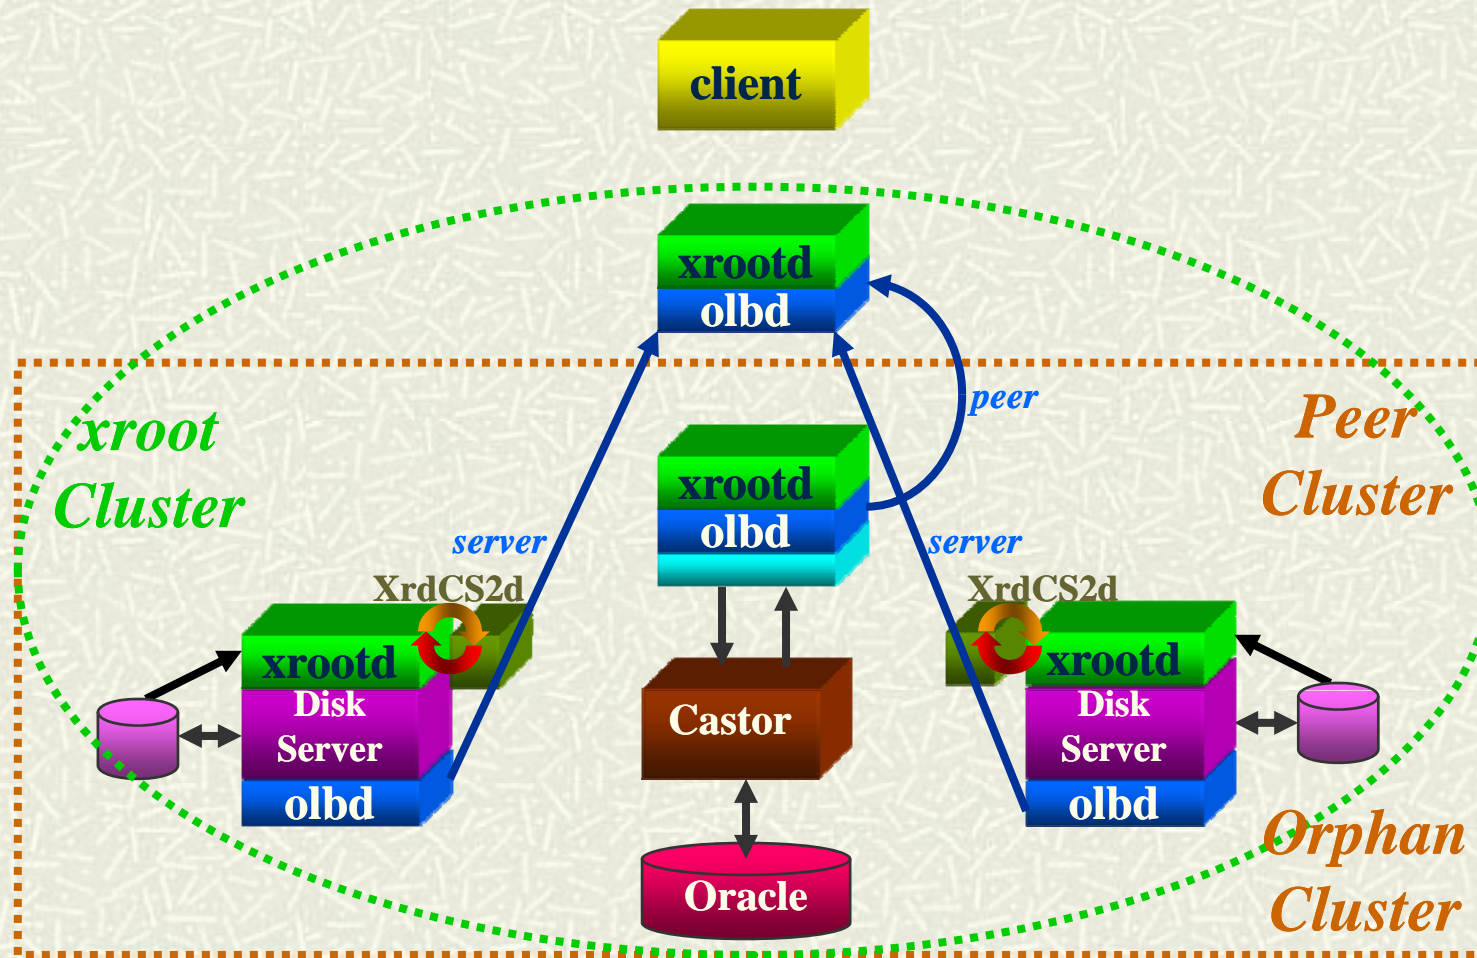 client
xrootd
olbd
peer
xroot
Cluster
Peer
Cluster
xrootd
olbd
server
server
XrdCS2d
XrdCS2d
xrootd
Disk
Server
olbd
Castor
xrootd
Disk
Server
olbd
Oracle
Orphan
Cluster